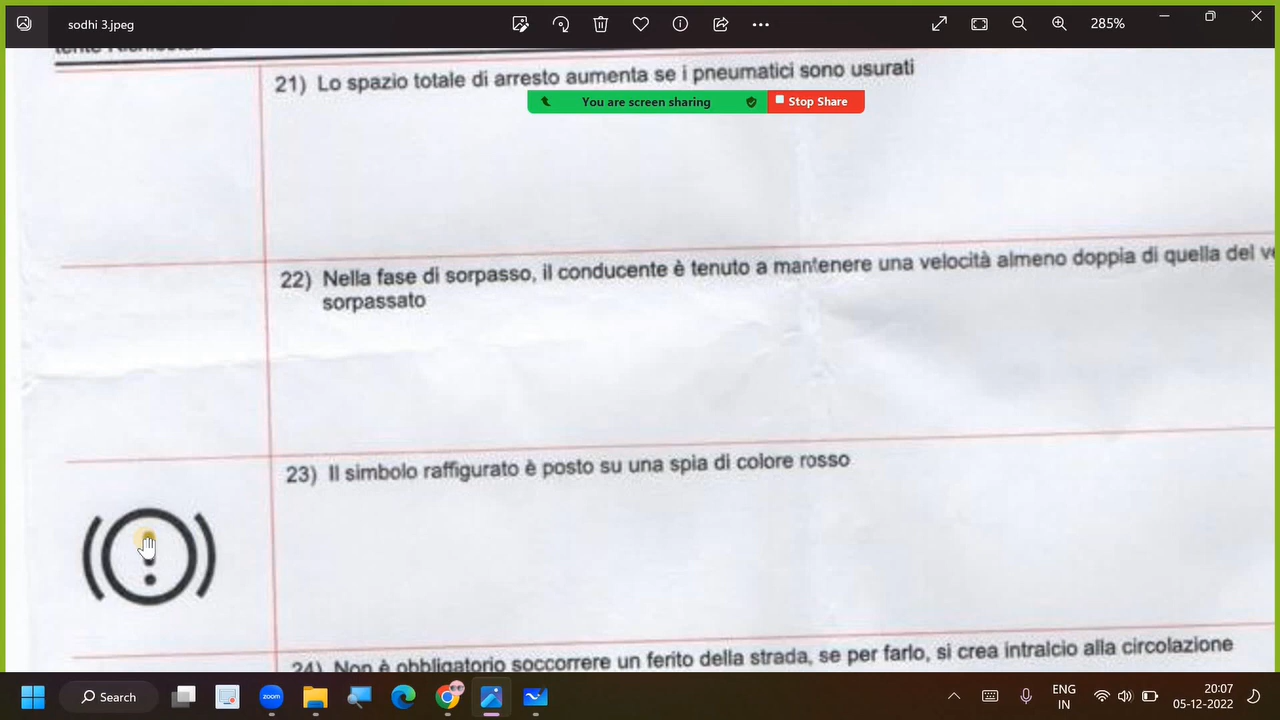 sodhi 3.jpeg
285%
21) Lo spazio totale di arresto aumenta se i pneumatici sono usurati
You are screen sharing
Stop Share
22) Nella fase di sorpasso, il conducente è tenuto a mantenere una velocità almeno doppia di quella del
sorpassato
23) Il simbolo raffigurato è posto su una spia di colore rosso
24) Non è obbligatorio soccorrere un ferito della strada, se per farlo, si crea intralcio alla circolazione
Search
zoom
ENG
IN
20:07
05-12-2022